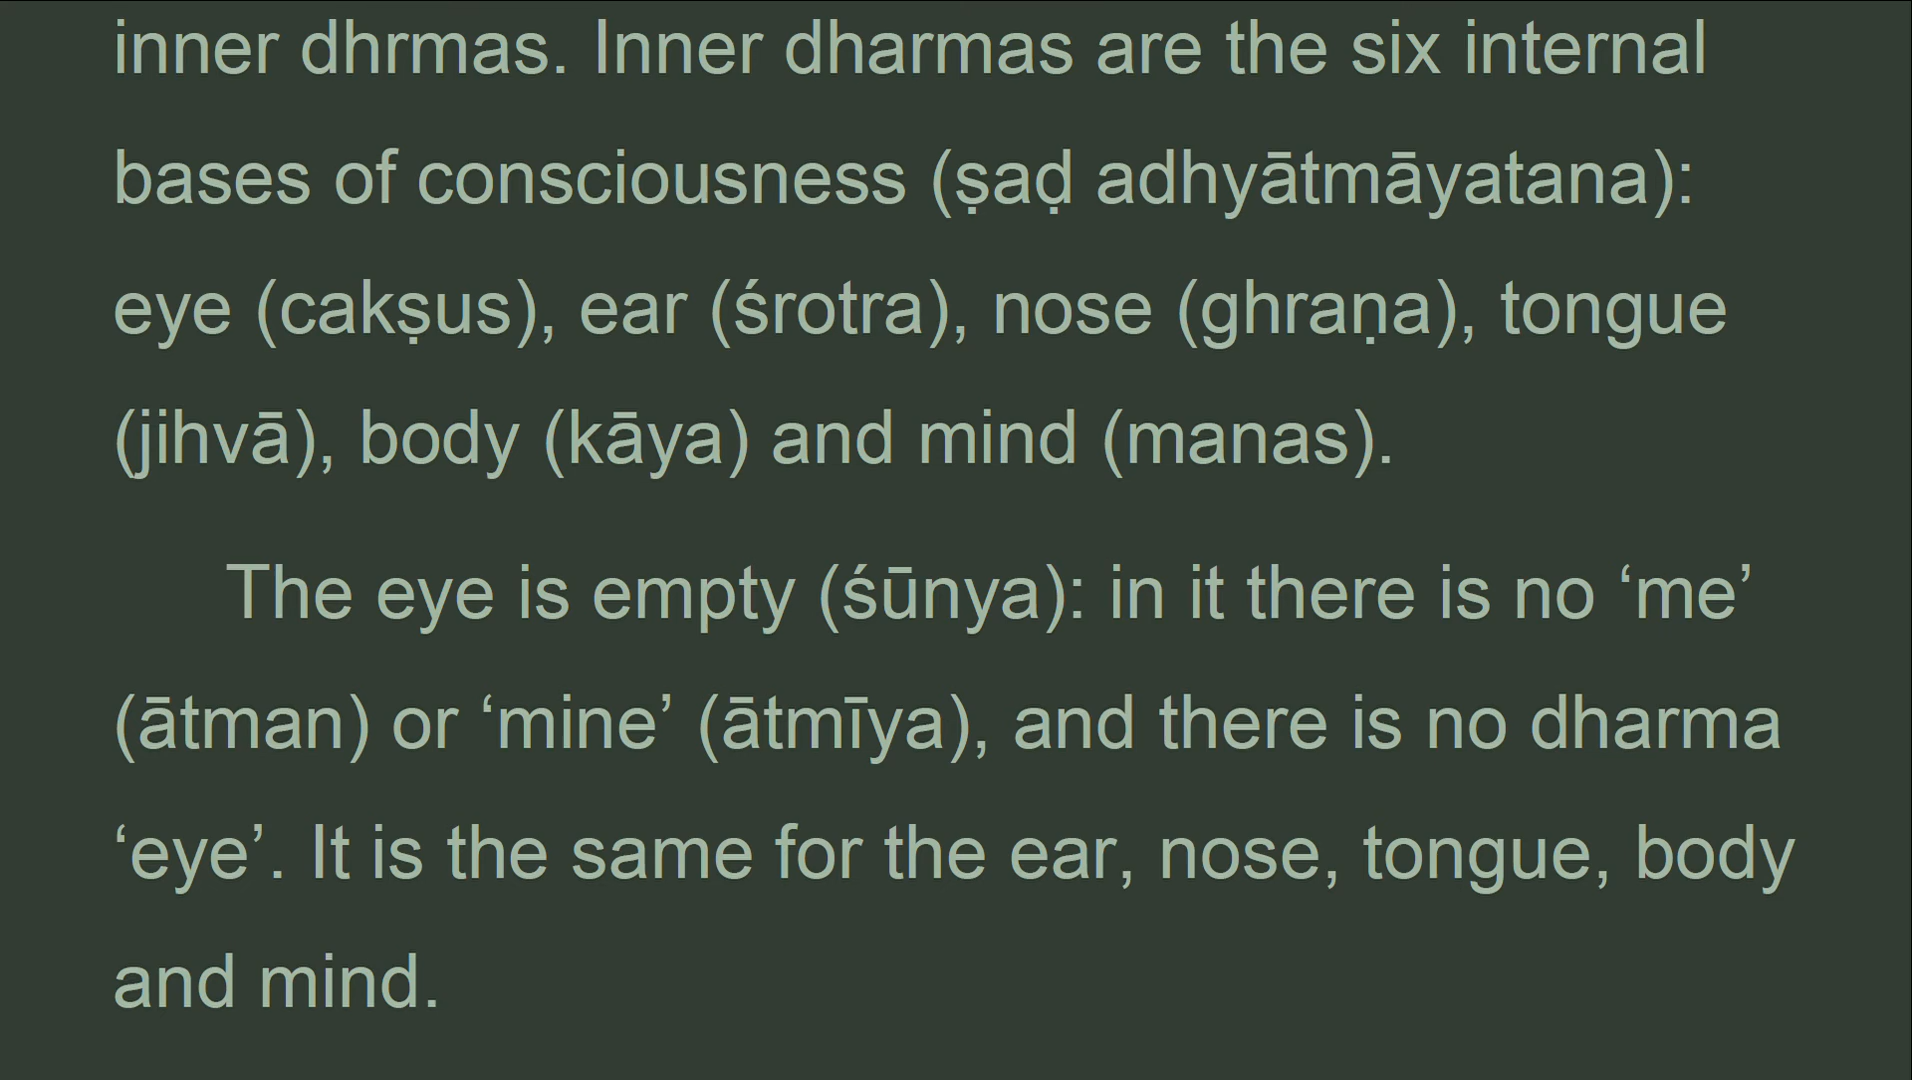 inner dhrmas. Inner dharmas are the six internal
bases of consciousness (ṣaḍ adhyātmāyatana):
eye (cakṣus), ear (śrotra), nose (ghraṇa), tongue
(jihvā), body (kāya) and mind (manas).
The eye is empty (śūnya): in it there is no ‘me’
(ātman) or ‘mine’ (ātmīya), and there is no dharma
‘eye’. It is the same for the ear, nose, tongue, body
and mind.